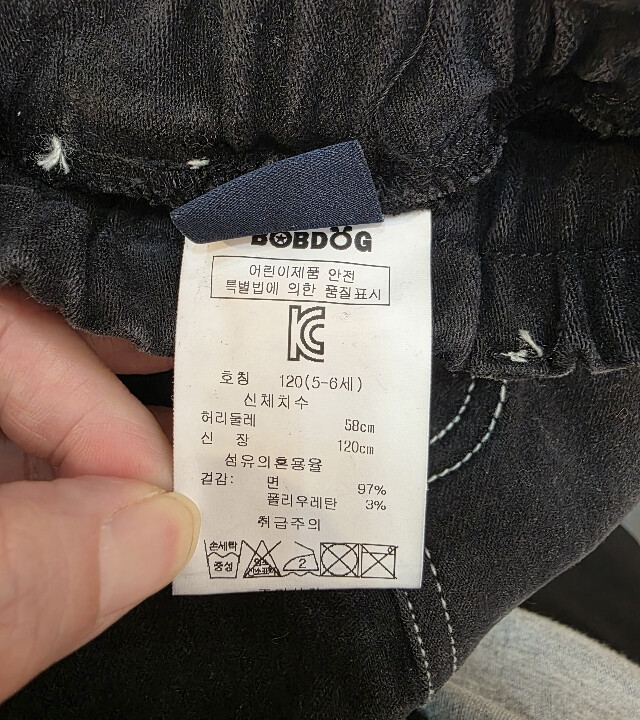 BOBDOG
어린이제품 안전
특별법에 의한 품질표시
KC
호칭 120(5-6세)
신체치수
허리둘레 58cm
신 장 120cm
섬유의혼용율
겉감: 면 97%
폴리우레탄 3%
취급주의
손세탁
중성
2